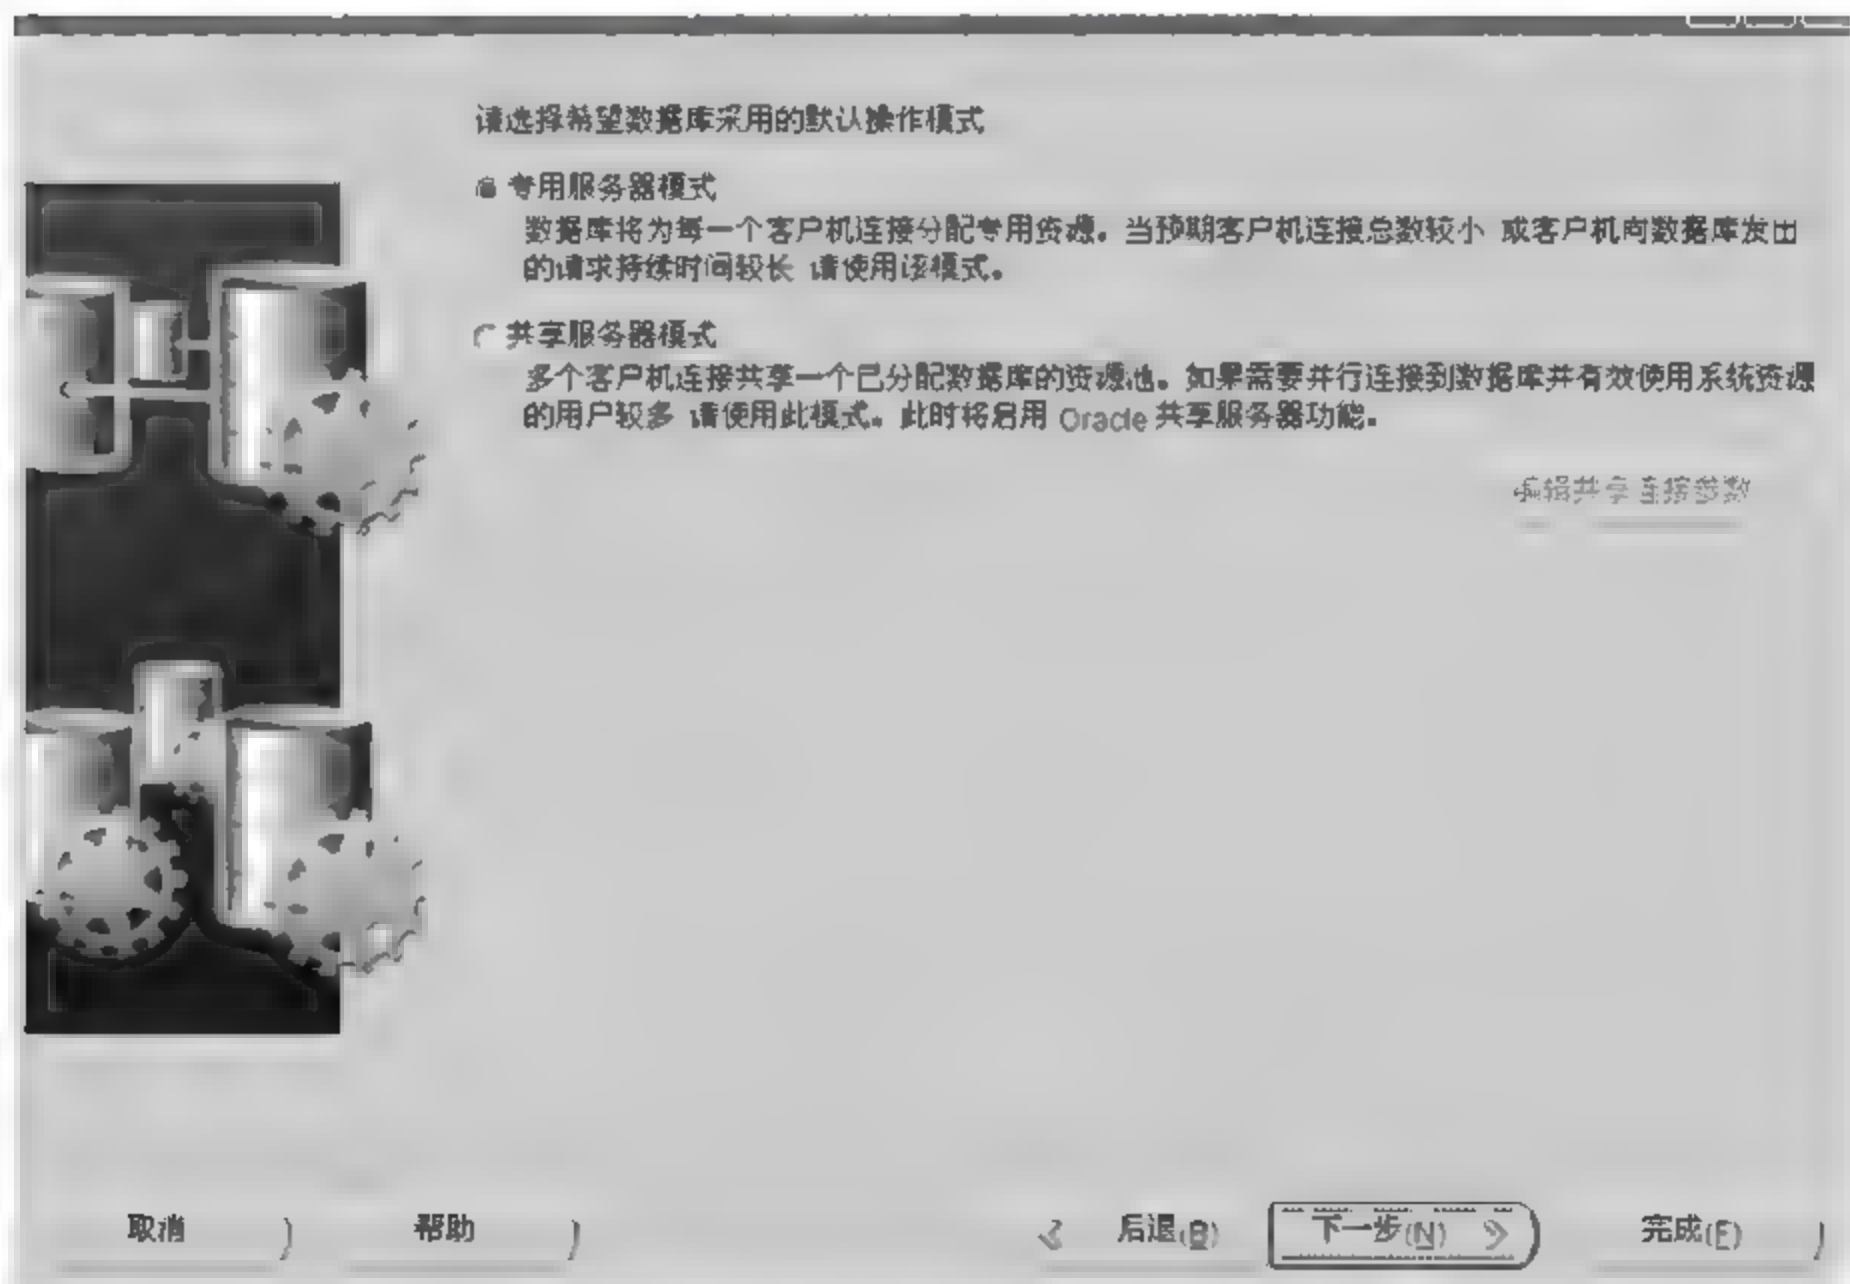 请选择希望数据库采用的默认操作模式
专用服务器模式
数据库将为每一个客户机连接分配专用资源。当预期客户机连接总数较小 或客户机向数据库发出
的请求持续时间较长 请使用该模式。
共享服务器模式
多个客户机连接共享一个已分配数据库的资源池。如果需要并行连接到数据库并有效使用系统资源
的用户较多 请使用此模式。此时将启用 Oracle 共享服务器功能。
编辑共享连接参数
取消
帮助
后退(B)
下一步(N)
完成(F)